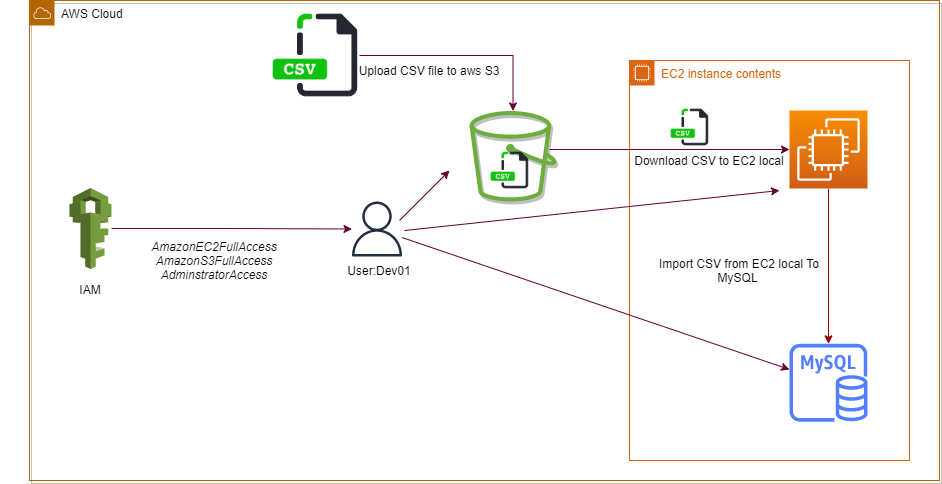 AWS Cloud
CSV
Upload CSV file to aws S3
EC2 instance contents
CSV
CSV
Download CSV to EC2 local
AmazonEC2FullAccess
AmazonS3FullAccess
AdminstratorAccess
IAM
User:Dev01
Import CSV from EC2 local To
MySQL
MySQL